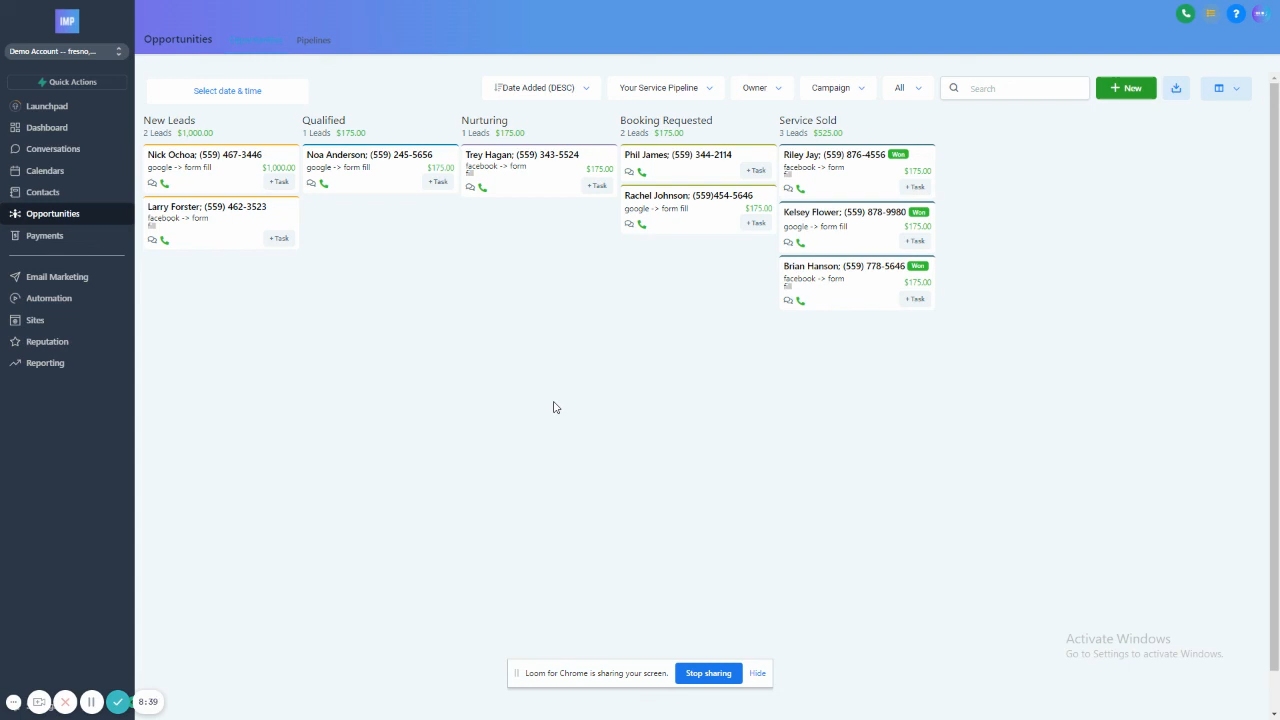 IMP
Demo Account -- fresno,...
Quick Actions
Launchpad
Dashboard
Conversations
Calendars
Contacts
Opportunities
Payments
Email Marketing
Automation
Sites
Reputation
Reporting
8:39
Opportunities
Pipelines
Select date & time
Date Added (DESC)
Your Service Pipeline
Owner
Campaign
All
Search
+ New
New Leads
2 Leads $1,000.00
Nick Ochoa; (559) 467-3446
google -> form fill
$1,000.00
+ Task
Larry Forster; (559) 462-3523
facebook -> form
fill
+ Task
Qualified
1 Leads $175.00
Noa Anderson; (559) 245-5656
google -> form fill
$175.00
+ Task
Nurturing
1 Leads $175.00
Trey Hagan; (559) 343-5524
facebook -> form
fill
$175.00
+ Task
Booking Requested
2 Leads $175.00
Phil James; (559) 344-2114
+ Task
Rachel Johnson; (559)454-5646
google -> form fill
$175.00
+ Task
Service Sold
3 Leads $525.00
Riley Jay; (559) 876-4556 Won
facebook -> form
fill
$175.00
+ Task
Kelsey Flower; (559) 878-9980 Won
google -> form fill
$175.00
+ Task
Brian Hanson; (559) 778-5646 Won
facebook -> form
fill
$175.00
+ Task
Activate Windows
Go to Settings to activate Windows.
Loom for Chrome is sharing your screen.
Stop sharing
Hide